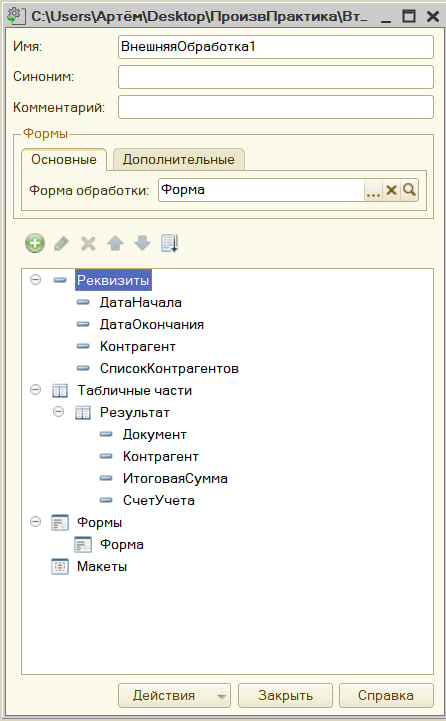 C:\Users\Артём\Desktop\ПроизвПрактика\Вт...
Имя: ВнешняяОбработка1
Синоним:
Комментарий:
Формы
Основные Дополнительные
Форма обработки: Форма
Реквизиты
ДатаНачала
ДатаОкончания
Контрагент
СписокКонтрагентов
Табличные части
Результат
Документ
Контрагент
ИтоговаяСумма
СчетУчета
Формы
Форма
Макеты
Действия Закрыть Справка